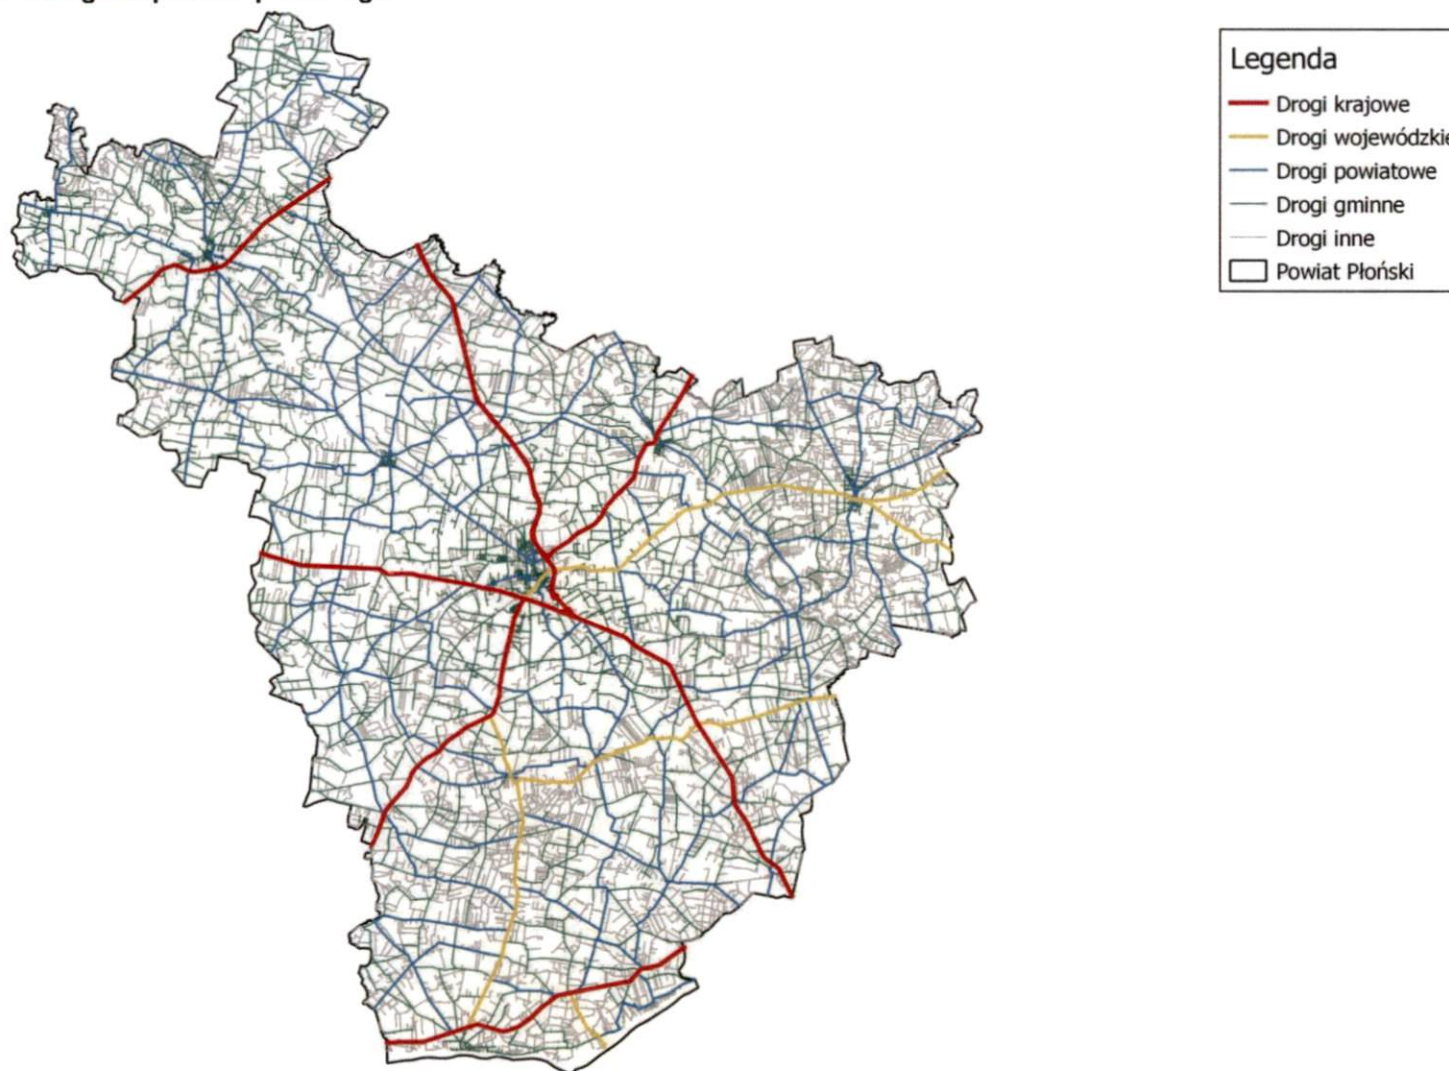 Legenda
Drogi krajowe
Drogi wojewódzkie
Drogi powiatowe
Drogi gminne
Drogi inne
Powiat Płoński